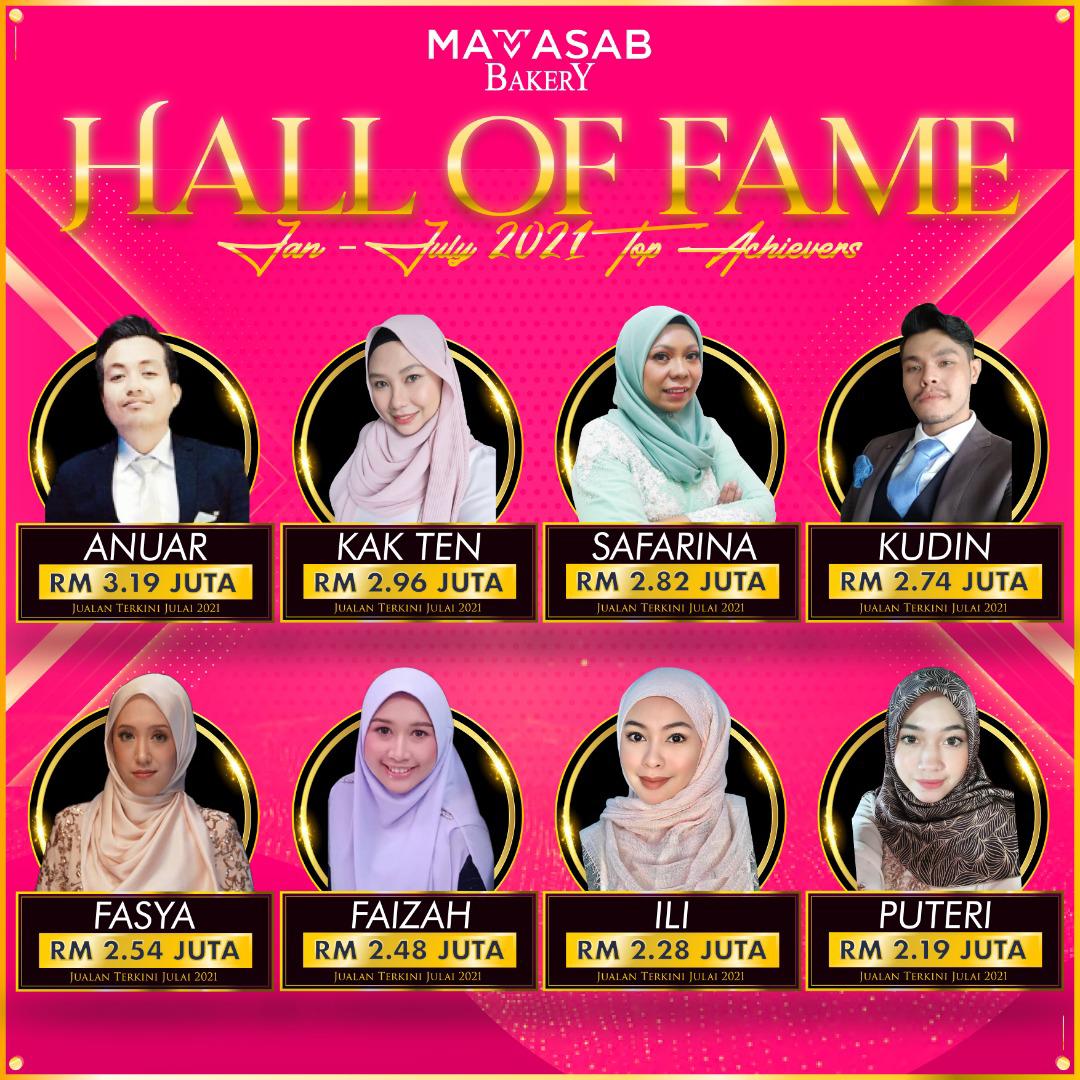 MAVVASAB
BAKERY
HALL OF FAME
Jan - July 2021 Top Achievers
ANUAR
RM 3.19 JUTA
JUALAN TERKINI JULAI 2021
KAK TEN
RM 2.96 JUTA
JUALAN TERKINI JULAI 2021
SAFARINA
RM 2.82 JUTA
JUALAN TERKINI JULAI 2021
KUDIN
RM 2.74 JUTA
JUALAN TERKINI JULAI 2021
FASYA
RM 2.54 JUTA
JUALAN TERKINI JULAI 2021
FAIZAH
RM 2.48 JUTA
JUALAN TERKINI JULAI 2021
ILI
RM 2.28 JUTA
JUALAN TERKINI JULAI 2021
PUTERI
RM 2.19 JUTA
JUALAN TERKINI JULAI 2021